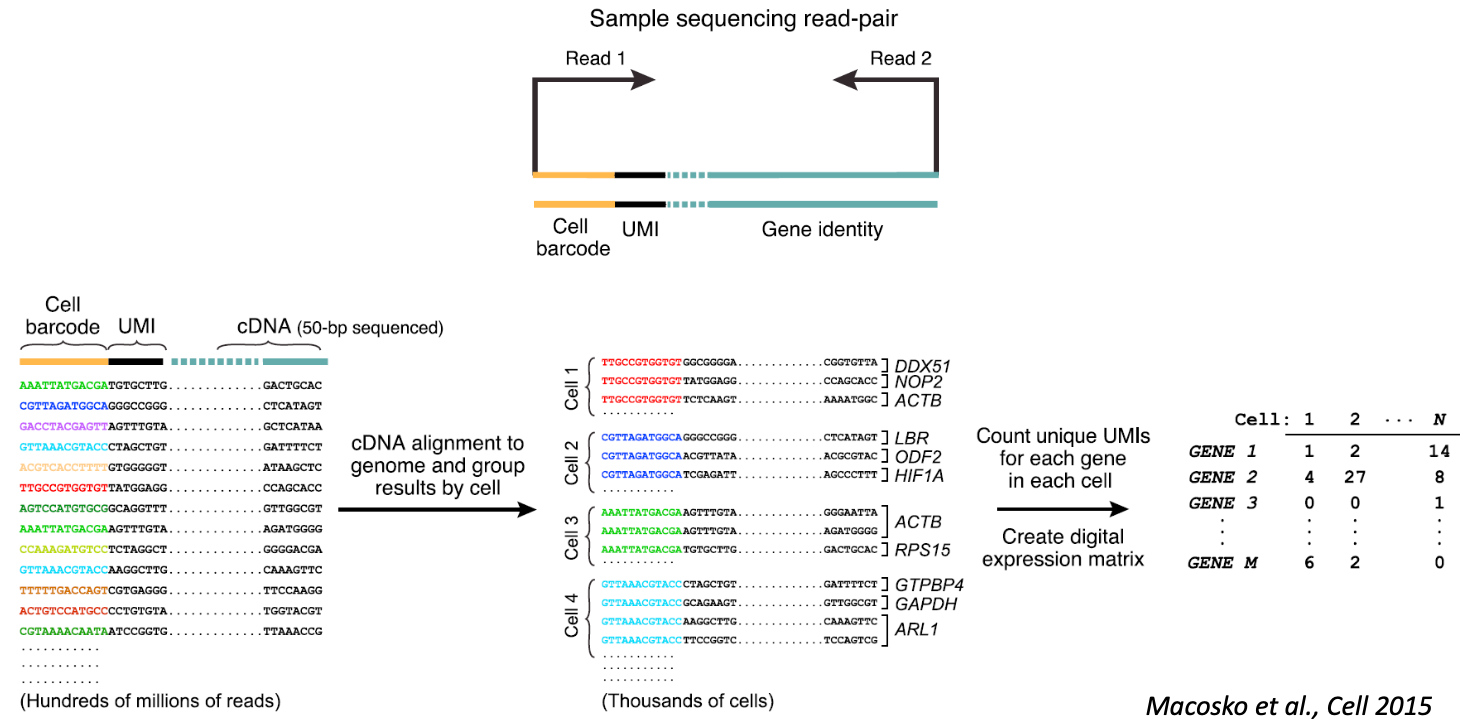 Sample sequencing read-pair
Read 1
Read 2
Cell barcode
UMI
Gene identity
Cell barcode
UMI
cDNA (50-bp sequenced)
AAATTATGACGATGTGCTTG.............GACTGCAC
CGTTAGATGGCAGGGCCGGG.............CTCATAGT
GACCTACGAGTTAGTTTGTA.............GCTCATAA
GTTAAACGTACCCTAGCTGT.............GATTTTCT
ACGTCACCTTTTGTGGGGGT.............ATAAGCTC
TTGCCGTGGTGTTATGGAGG.............CCAGCACC
AGTCCATGTGCGGCAGGTTT.............GTTGGCGT
AAATTATGACGAAGTTTGTA.............AGATGGGG
CCAAAGATGTCCTCTAGGCT.............GGGGACGA
GTTAAACGTACCAAGGCTTG.............CAAAGTTC
TTTTTGACCAGTCGTGAGGG.............TTCCAAGG
ACTGTCCATGCCCCTGTGTA.............TGGTACGT
CGTAAAACAATAATCCGGTG.............TTAAACCG
...........
...........
...........
(Hundreds of millions of reads)
cDNA alignment to
genome and group
results by cell
Cell 1
TTGCCGTGGTGTGGCGGGGA.............CGGTGTTA DDX51
TTGCCGTGGTGTTATGGAGG.............CCAGCACC NOP2
TTGCCGTGGTGTTCTCAAGT.............AAAATGGC ACTB
...........
Cell 2
CGTTAGATGGCAGGGCCGGG.............CTCATAGT LBR
CGTTAGATGGCAACGTTATA.............ACGCGTAC ODF2
CGTTAGATGGCATCGAGATT.............AGCCCTTT HIF1A
...........
Cell 3
AAATTATGACGAAGTTTGTA.............GGGAATTA
AAATTATGACGAAGTTTGTA.............AGATGGGG
ACTB
AAATTATGACGATGTGCTTG.............GACTGCAC RPS15
...........
Cell 4
GTTAAACGTACCCTAGCTGT.............GATTTTCT GTPBP4
GTTAAACGTACCGCAGAAGT.............GTTGGCGT GAPDH
GTTAAACGTACCAAGGCTTG.............CAAAGTTC
GTTAAACGTACCTTCCGGTC.............TCCAGTCG
ARL1
...........
...........
...........
(Thousands of cells)
Count unique UMIs
for each gene
in each cell
Create digital
expression matrix
Cell: 1 2 ··· N
GENE 1 1 2 14
GENE 2 4 27 8
GENE 3 0 0 1
. . . .
. . . .
. . . .
GENE M 6 2 0
Macosko et al., Cell 2015